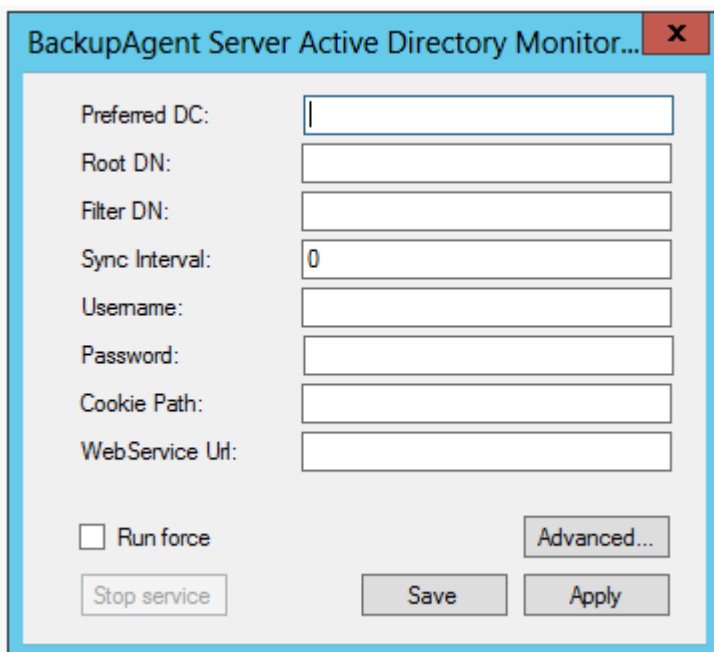 BackupAgent Server Active Directory Monitor...
Preferred DC:
Root DN:
Filter DN:
Sync Interval: 0
Username:
Password:
Cookie Path:
WebService Url:
Run force Advanced...
Stop service Save Apply